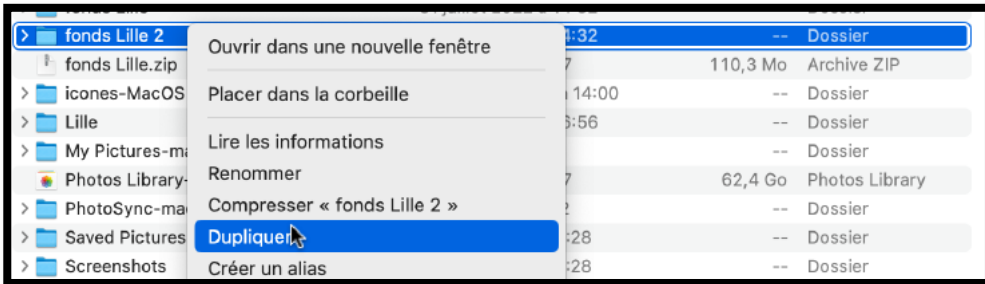 fonds Lille 2 :32 -- Dossier
fonds Lille.zip 110,3 Mo Archive ZIP
icones-MacOS 14:00 -- Dossier
Lille :56 -- Dossier
My Pictures-ma -- Dossier
Photos Library- 62,4 Go Photos Library
PhotoSync-ma -- Dossier
Saved Pictures :28 -- Dossier
Screenshots :28 -- Dossier
Ouvrir dans une nouvelle fenêtre
Placer dans la corbeille
Lire les informations
Renommer
Compresser « fonds Lille 2 »
Dupliquer
Créer un alias